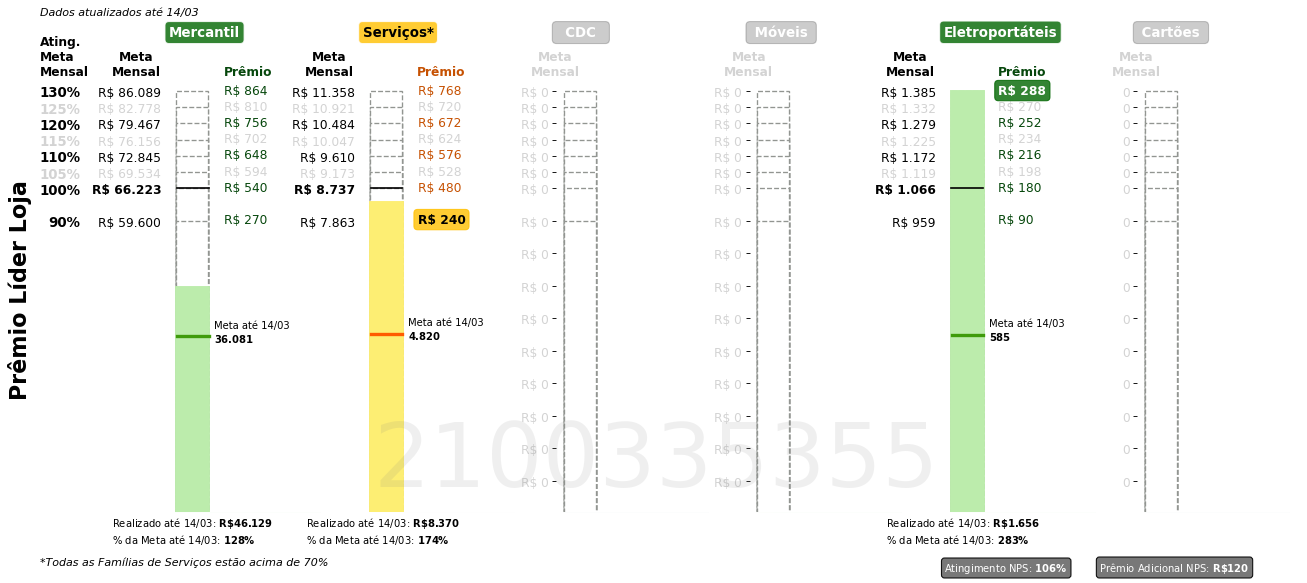 Dados atualizados até 14/03
Mercantil Serviços* CDC Móveis Eletroportáteis Cartões
Ating. Meta Mensal
Meta Mensal Prêmio Meta Mensal Prêmio Meta Mensal Meta Mensal Meta Mensal Prêmio Meta Mensal
130% R$ 86.089 R$ 864 R$ 11.358 R$ 768 R$ 0 R$ 0 R$ 1.385 R$ 288 0
125% R$ 82.778 R$ 810 R$ 10.921 R$ 720 R$ 0 R$ 0 R$ 1.332 R$ 270 0
120% R$ 79.467 R$ 756 R$ 10.484 R$ 672 R$ 0 R$ 0 R$ 1.279 R$ 252 0
115% R$ 76.156 R$ 702 R$ 10.047 R$ 624 R$ 0 R$ 0 R$ 1.225 R$ 234 0
110% R$ 72.845 R$ 648 R$ 9.610 R$ 576 R$ 0 R$ 0 R$ 1.172 R$ 216 0
105% R$ 69.534 R$ 594 R$ 9.173 R$ 528 R$ 0 R$ 0 R$ 1.119 R$ 198 0
100% R$ 66.223 R$ 540 R$ 8.737 R$ 480 R$ 0 R$ 0 R$ 1.066 R$ 180 0
90% R$ 59.600 R$ 270 R$ 7.863 R$ 240 R$ 0 R$ 0 R$ 959 R$ 90 0
R$ 0 R$ 0 0
R$ 0 R$ 0 0
R$ 0 R$ 0 0
R$ 0 R$ 0 0
R$ 0 R$ 0 0
R$ 0 R$ 0 0
R$ 0 R$ 0 0
R$ 0 R$ 0 0
Prêmio Líder Loja
Meta até 14/03 Meta até 14/03 Meta até 14/03
36.081 4.820 585
2100335355
Realizado até 14/03: R$46.129 Realizado até 14/03: R$8.370 Realizado até 14/03: R$1.656
% da Meta até 14/03: 128% % da Meta até 14/03: 174% % da Meta até 14/03: 283%
*Todas as Famílias de Serviços estão acima de 70%
Atingimento NPS: 106% Prêmio Adicional NPS: R$120